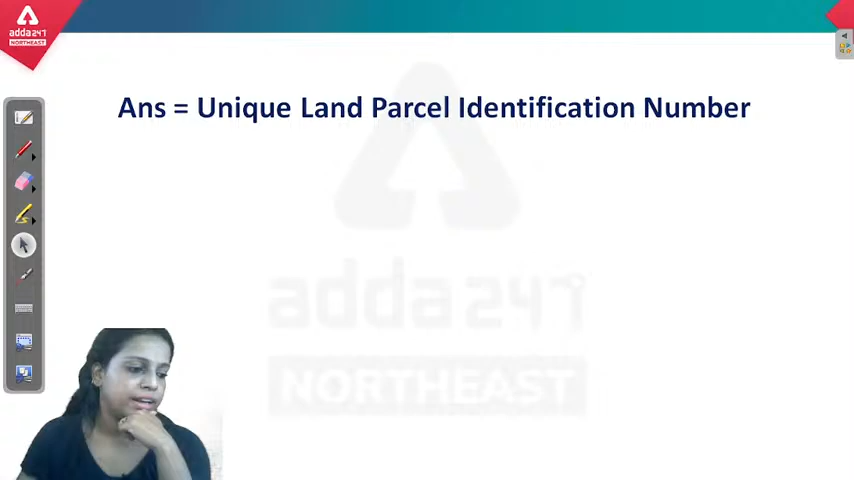 adda247
NORTHEAST
Ans = Unique Land Parcel Identification Number
adda247
NORTHEAST